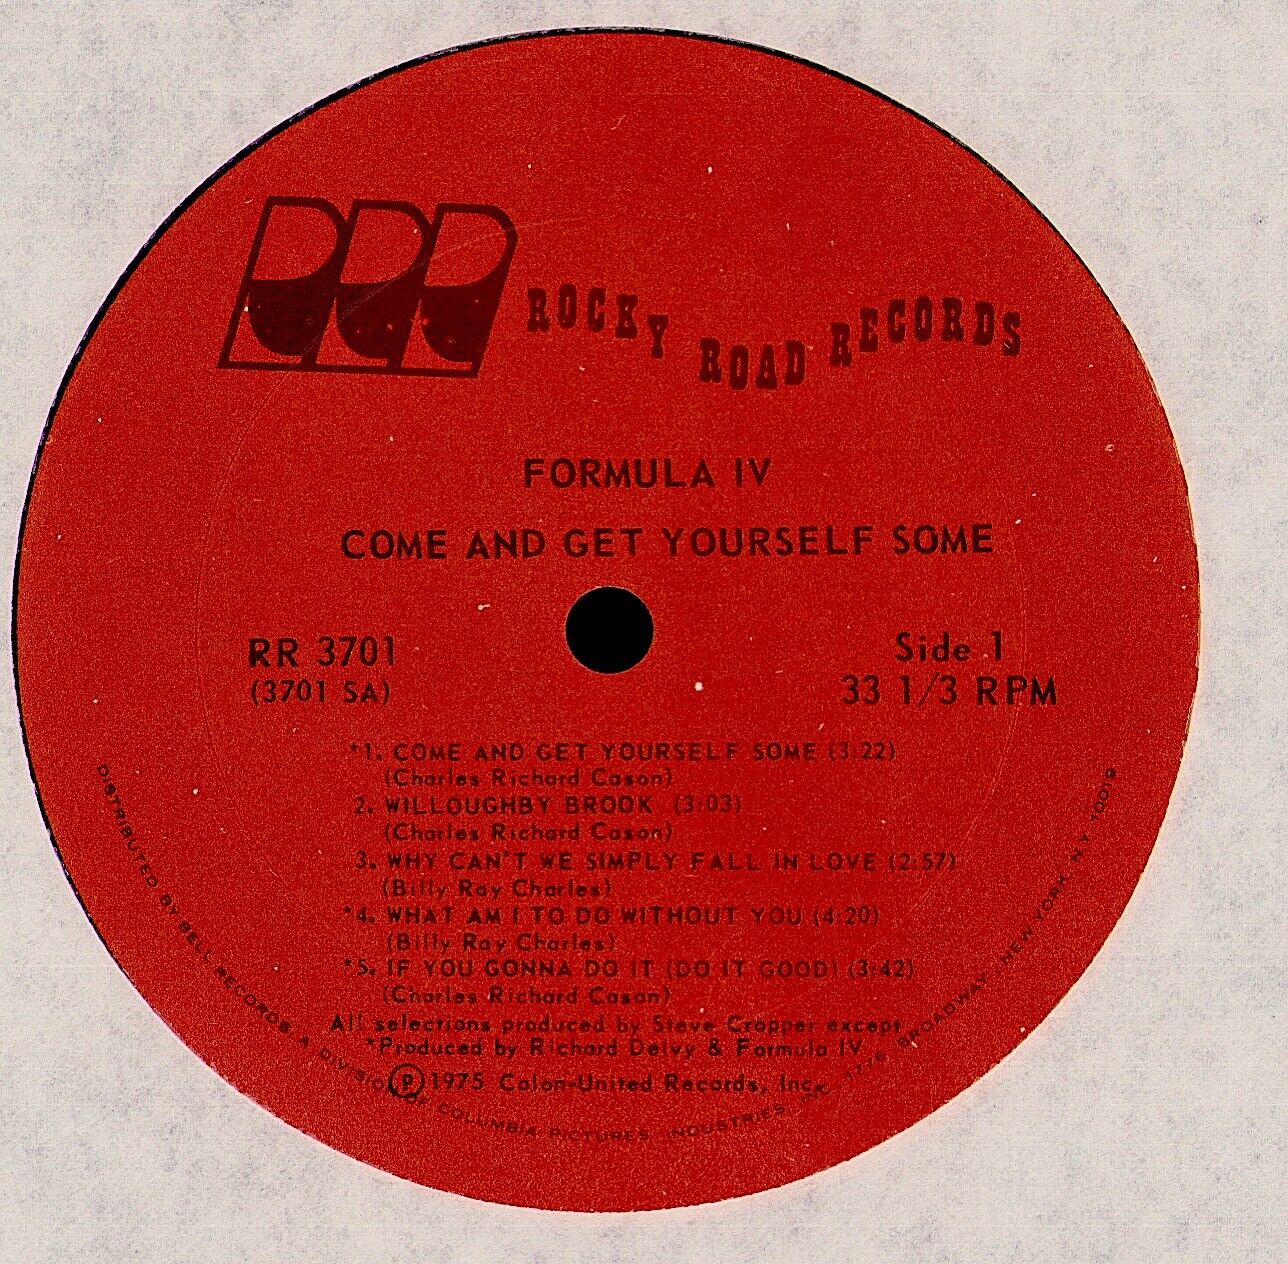 ROCKY ROAD RECORDS
FORMULA IV
COME AND GET YOURSELF SOME
RR 3701
(3701 SA)
Side 1
33 1/3 RPM
*1. COME AND GET YOURSELF SOME (3:22)
(Charles Richard Cason)
2. WILLOUGHBY BROOK (3:03)
(Charles Richard Cason)
3. WHY CAN'T WE SIMPLY FALL IN LOVE (2:57)
(Billy Ray Charles)
*4. WHAT AM I TO DO WITHOUT YOU (4:20)
(Billy Ray Charles)
*5. IF YOU GONNA DO IT (DO IT GOOD) (3:42)
(Charles Richard Cason)
All selections produced by Steve Cropper except
*Produced by Richard Delvy & Formula IV
Ⓟ 1975 Colon-United Records, Inc.
DISTRIBUTED BY BELL RECORDS, A DIVISION OF COLUMBIA PICTURES INDUSTRIES, INC., 1776 BROADWAY, NEW YORK, N.Y. 10019